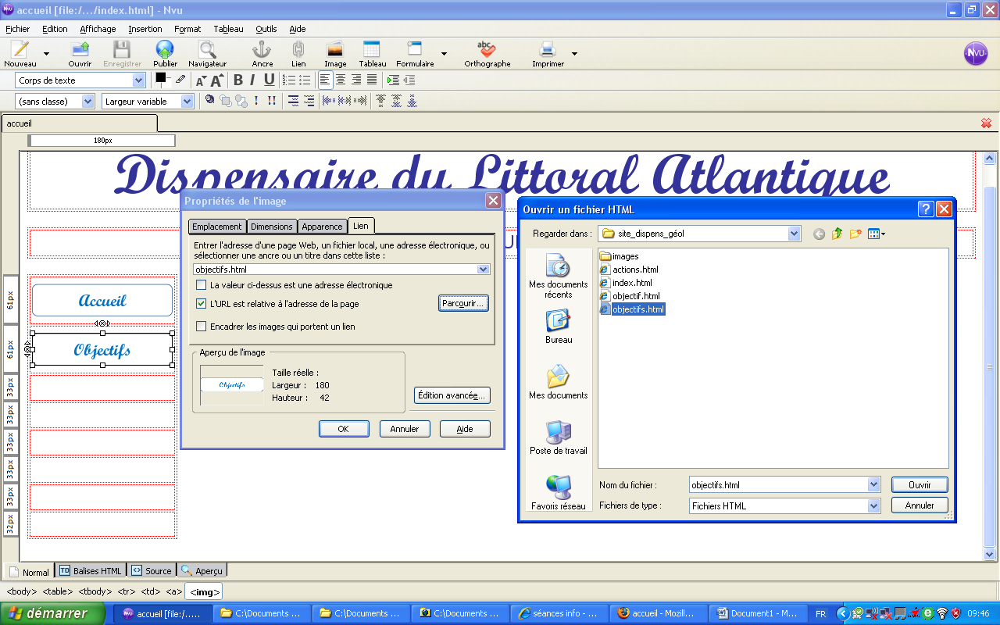 accueil [file:/.../index.html] - Nvu
Fichier Edition Affichage Insertion Format Tableau Outils Aide
Nouveau Ouvrir Enregistrer Publier Navigateur Ancre Lien Image Tableau Formulaire Orthographe Imprimer
Corps de texte
(sans classe) Largeur variable
accueil
180px
Dispensaire du Littoral Atlantique
Propriétés de l'image
Emplacement Dimensions Apparence Lien
Entrer l'adresse d'une page Web, un fichier local, une adresse électronique, ou
sélectionner une ancre ou un titre dans cette liste :
objectifs.html
La valeur ci-dessus est une adresse électronique
L'URL est relative à l'adresse de la page
Parcourir...
Encadrer les images qui portent un lien
Aperçu de l'image
Objectifs
Taille réelle :
Largeur : 180
Hauteur : 42
Édition avancée...
OK Annuler Aide
Ouvrir un fichier HTML
Regarder dans : site_dispens_géol
Mes documents
récents
Bureau
Mes documents
Poste de travail
Favoris réseau
images
actions.html
index.html
objectif.html
objectifs.html
Nom du fichier : objectifs.html Ouvrir
Fichiers de type : Fichiers HTML Annuler
61px
Accueil
61px
Objectifs
33px
33px
33px
33px
33px
32px
Normal Balises HTML Source Aperçu
<body> <table> <tbody> <tr> <td> <a> <img>
démarrer accueil [file:/..... C:\Documents ... C:\Documents ... C:\Documents ... séances info - ... accueil - Mozill... Document1 - M... FR 09:46